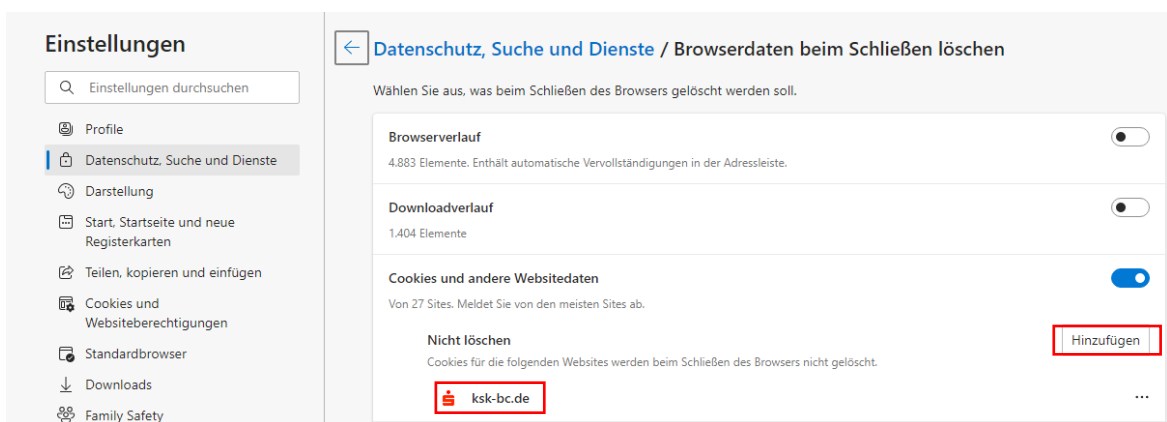 Einstellungen
Einstellungen durchsuchen
Profile
Datenschutz, Suche und Dienste
Darstellung
Start, Startseite und neue
Registerkarten
Teilen, kopieren und einfügen
Cookies und
Websiteberechtigungen
Standardbrowser
Downloads
Family Safety
Datenschutz, Suche und Dienste / Browserdaten beim Schließen löschen
Wählen Sie aus, was beim Schließen des Browsers gelöscht werden soll.
Browserverlauf
4.883 Elemente. Enthält automatische Vervollständigungen in der Adressleiste.
Downloadverlauf
1.404 Elemente
Cookies und andere Websitedaten
Von 27 Sites. Meldet Sie von den meisten Sites ab.
Nicht löschen
Hinzufügen
Cookies für die folgenden Websites werden beim Schließen des Browsers nicht gelöscht.
ksk-bc.de